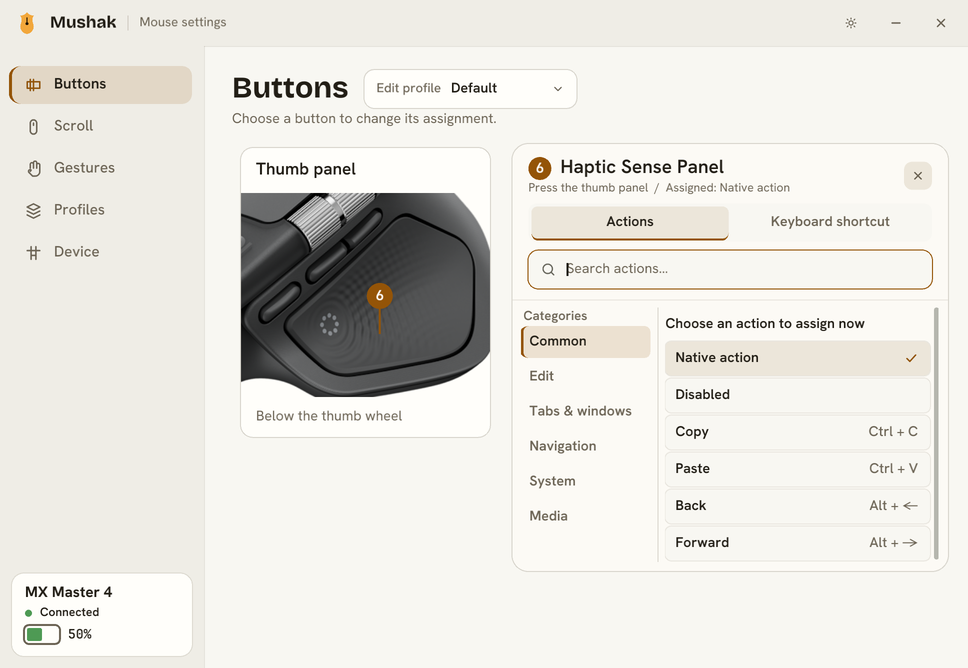 Mushak | Mouse settings
Buttons
Scroll
Gestures
Profiles
Device
MX Master 4
Connected
50%
Buttons
Edit profile Default
Choose a button to change its assignment.
Thumb panel
6
Below the thumb wheel
6 Haptic Sense Panel
Press the thumb panel / Assigned: Native action
Actions Keyboard shortcut
Search actions...
Categories
Common
Edit
Tabs & windows
Navigation
System
Media
Choose an action to assign now
Native action
Disabled
Copy Ctrl + C
Paste Ctrl + V
Back Alt + ←
Forward Alt + →